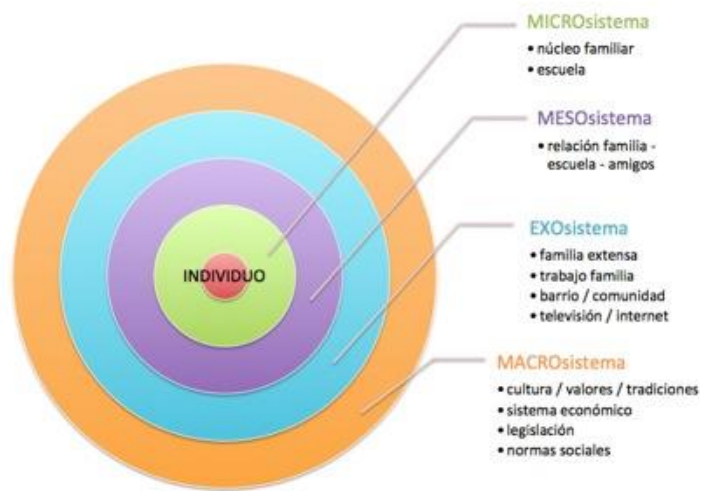 MICROsistema
• núcleo familiar
• escuela
MESOsistema
• relación familia -
escuela - amigos
INDIVIDUO
EXOsistema
• familia extensa
• trabajo familia
• barrio / comunidad
• televisión / internet
MACROsistema
• cultura / valores / tradiciones
• sistema económico
• legislación
• normas sociales